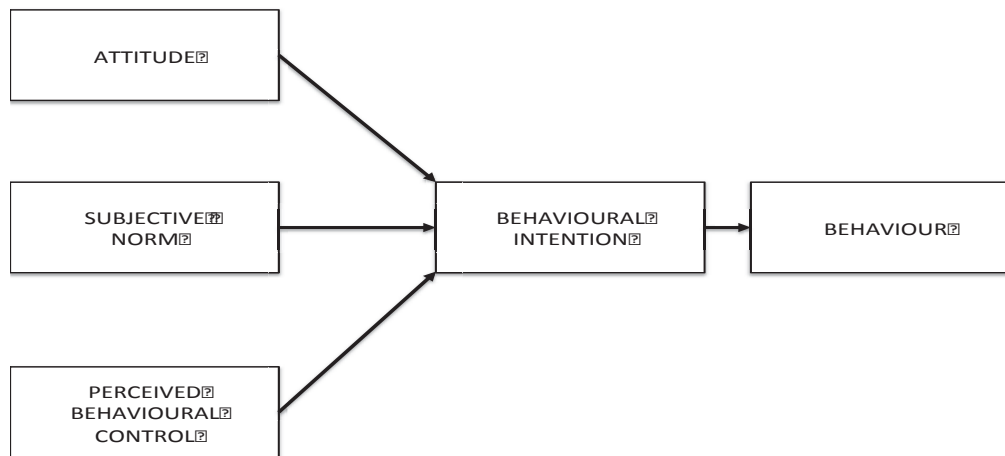 ATTITUDE⍰
SUBJECTIVE⍰⍰
NORM⍰
PERCEIVED⍰
BEHAVIOURAL⍰
CONTROL⍰
BEHAVIOURAL⍰
INTENTION⍰
BEHAVIOUR⍰